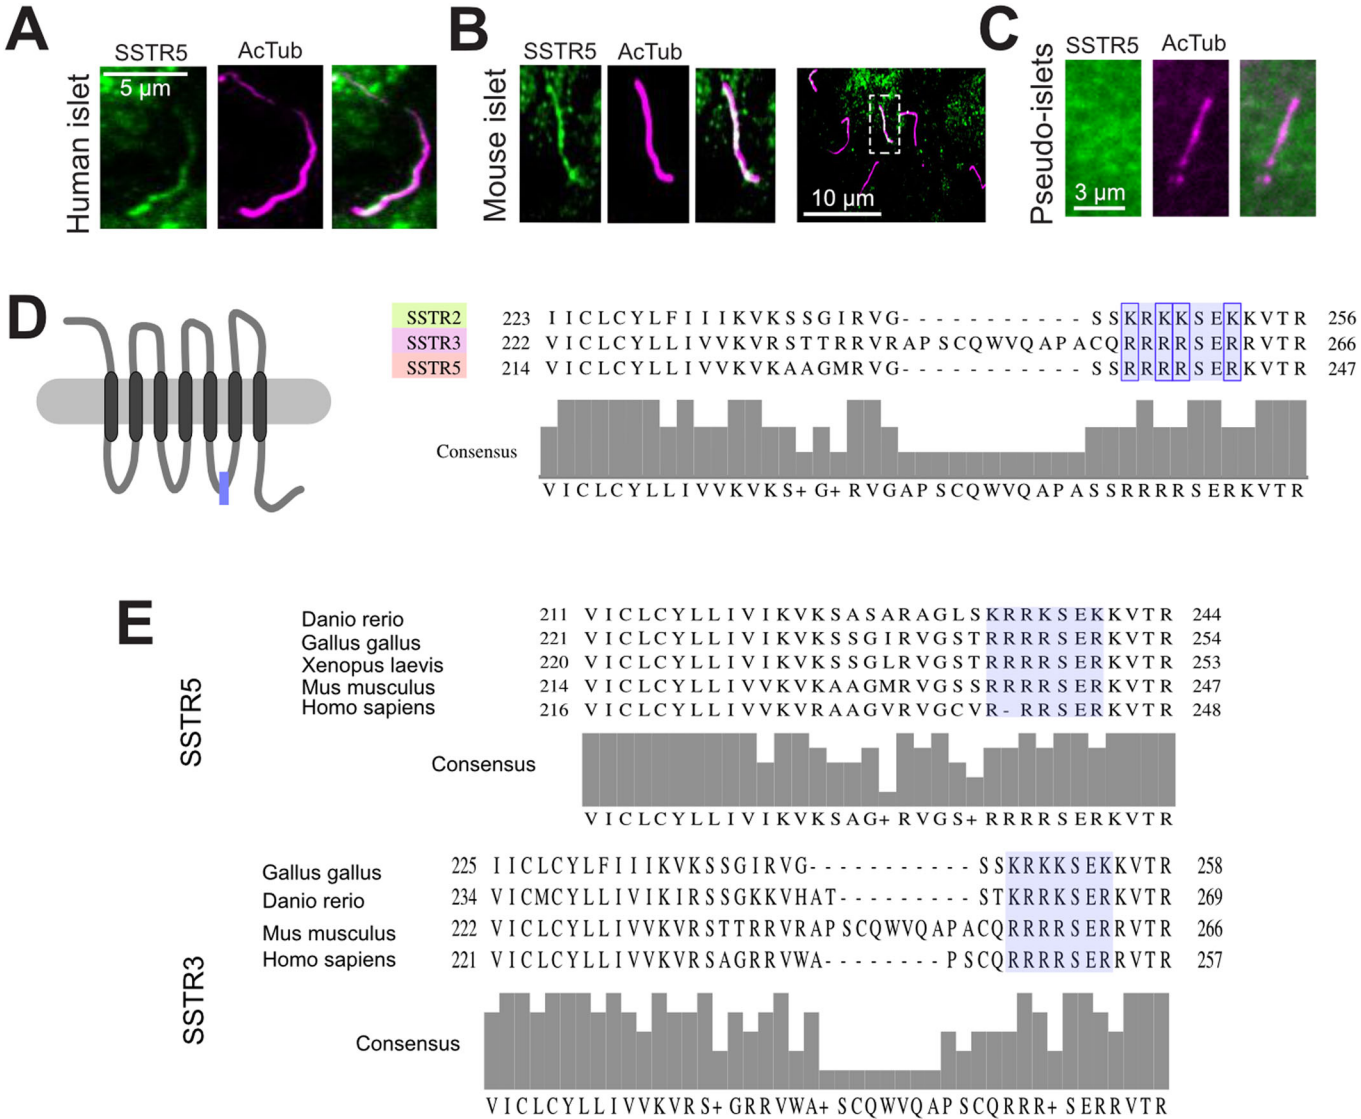 A
B
C
SSTR5 AcTub
SSTR5 AcTub
SSTR5 AcTub
Human islet
5 µm
Mouse islet
10 µm
Pseudo-islets
3 µm
D
SSTR2 223 I I C L C Y L F I I I K V K S S G I R V G - - - - - - - - - - - S S K R K K S E K K V T R 256
SSTR3 222 V I C L C Y L L I V V K V R S T T R R V R A P S C Q W V Q A P A C Q R R R R S E R R V T R 266
SSTR5 214 V I C L C Y L L I V V K V K A A G M R V G - - - - - - - - - - - S S R R R R S E R K V T R 247
Consensus
V I C L C Y L L I V V K V K S + G + R V G A P S C Q W V Q A P A S S R R R R S E R K V T R
E
SSTR5
Danio rerio 211 V I C L C Y L L I V I K V K S A S A R A G L S K R R K S E K K V T R 244
Gallus gallus 221 V I C L C Y L L I V I K V K S S G I R V G S T R R R R S E R K V T R 254
Xenopus laevis 220 V I C L C Y L L I V I K V K S S G L R V G S T R R R R S E R K V T R 253
Mus musculus 214 V I C L C Y L L I V V K V K A A G M R V G S S R R R R S E R K V T R 247
Homo sapiens 216 V I C L C Y L L I V V K V R A A G V R V G C V R - R R S E R K V T R 248
Consensus
V I C L C Y L L I V I K V K S A G + R V G S + R R R R S E R K V T R
SSTR3
Gallus gallus 225 I I C L C Y L F I I I K V K S S G I R V G - - - - - - - - - - - S S K R K K S E K K V T R 258
Danio rerio 234 V I C M C Y L L I V I K I R S S G K K V H A T - - - - - - - - - S T K R K K S E R K V T R 269
Mus musculus 222 V I C L C Y L L I V V K V R S T T R R V R A P S C Q W V Q A P A C Q R R R R S E R R V T R 266
Homo sapiens 221 V I C L C Y L L I V V K V R S A G R R V W A - - - - - - - - P S C Q R R R R S E R R V T R 257
Consensus
V I C L C Y L L I V V K V R S + G R R V W A + S C Q W V Q A P S C Q R R R + S E R R V T R